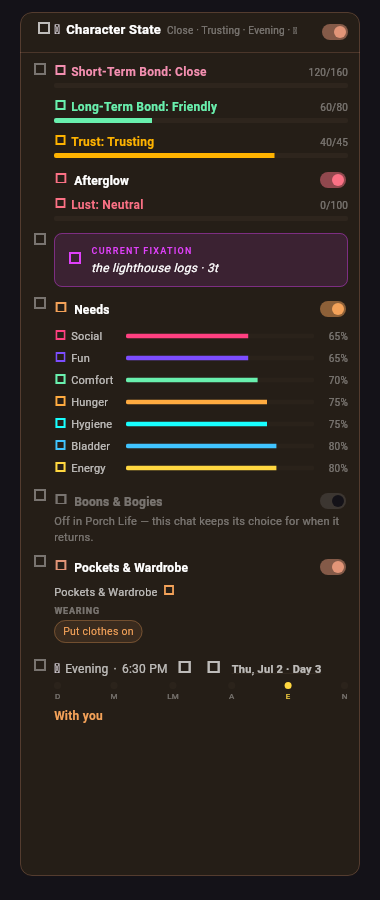 Character State Close · Trusting · Evening ·
Short-Term Bond: Close 120/160
Long-Term Bond: Friendly 60/80
Trust: Trusting 40/45
Afterglow
Lust: Neutral 0/100
CURRENT FIXATION
the lighthouse logs · 3t
Needs
Social 65%
Fun 65%
Comfort 70%
Hunger 75%
Hygiene 75%
Bladder 80%
Energy 80%
Boons & Bogies
Off in Porch Life — this chat keeps its choice for when it
returns.
Pockets & Wardrobe
Pockets & Wardrobe
WEARING
Put clothes on
Evening · 6:30 PM Thu, Jul 2 · Day 3
D M LM A E N
With you